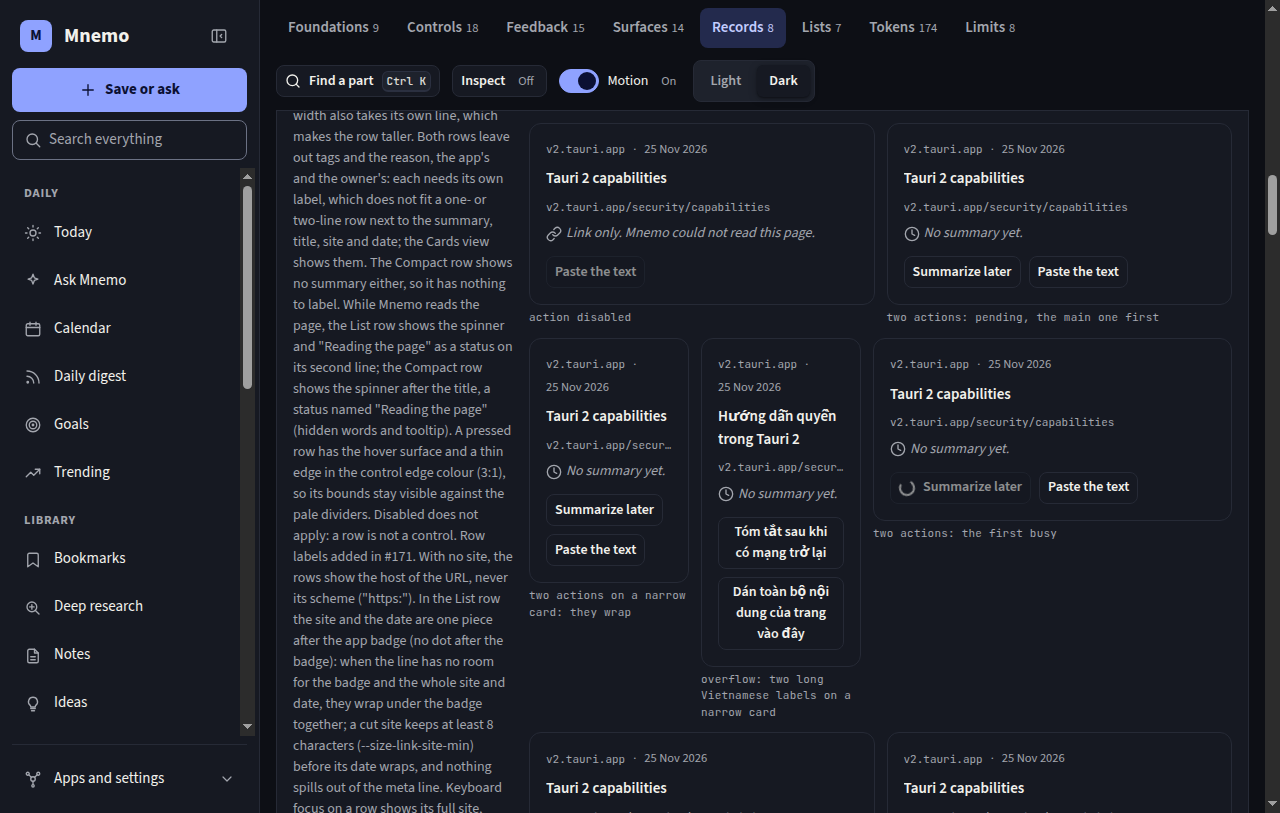 M Mnemo
Save or ask
Search everything
DAILY
Today
Ask Mnemo
Calendar
Daily digest
Goals
Trending
LIBRARY
Bookmarks
Deep research
Notes
Ideas
Apps and settings
Foundations 9 Controls 18 Feedback 15 Surfaces 14 Records 8 Lists 7 Tokens 174 Limits 8
Find a part Ctrl K Inspect Off Motion On Light Dark
width also takes its own line, which
makes the row taller. Both rows leave
out tags and the reason, the app's
and the owner's: each needs its own
label, which does not fit a one- or
two-line row next to the summary,
title, site and date; the Cards view
shows them. The Compact row shows
no summary either, so it has nothing
to label. While Mnemo reads the
page, the List row shows the spinner
and "Reading the page" as a status on
its second line; the Compact row
shows the spinner after the title, a
status named "Reading the page"
(hidden words and tooltip). A pressed
row has the hover surface and a thin
edge in the control edge colour (3:1),
so its bounds stay visible against the
pale dividers. Disabled does not
apply: a row is not a control. Row
labels added in #171. With no site, the
rows show the host of the URL, never
its scheme ("https:"). In the List row
the site and the date are one piece
after the app badge (no dot after the
badge): when the line has no room
for the badge and the whole site and
date, they wrap under the badge
together; a cut site keeps at least 8
characters (--size-link-site-min)
before its date wraps, and nothing
spills out of the meta line. Keyboard
focus on a row shows its full site,
v2.tauri.app · 25 Nov 2026
Tauri 2 capabilities
v2.tauri.app/security/capabilities
Link only. Mnemo could not read this page.
Paste the text
action disabled
v2.tauri.app · 25 Nov 2026
Tauri 2 capabilities
v2.tauri.app/security/capabilities
No summary yet.
Summarize later Paste the text
two actions: pending, the main one first
v2.tauri.app ·
25 Nov 2026
Tauri 2 capabilities
v2.tauri.app/secur…
No summary yet.
Summarize later
Paste the text
two actions on a narrow
card: they wrap
v2.tauri.app ·
25 Nov 2026
Hướng dẫn quyền
trong Tauri 2
v2.tauri.app/secur…
No summary yet.
Tóm tắt sau khi
có mạng trở lại
Dán toàn bộ nội
dung của trang
vào đây
overflow: two long
Vietnamese labels on a
narrow card
v2.tauri.app · 25 Nov 2026
Tauri 2 capabilities
v2.tauri.app/security/capabilities
No summary yet.
Summarize later Paste the text
two actions: the first busy
v2.tauri.app · 25 Nov 2026
Tauri 2 capabilities
v2.tauri.app · 25 Nov 2026
Tauri 2 capabilities